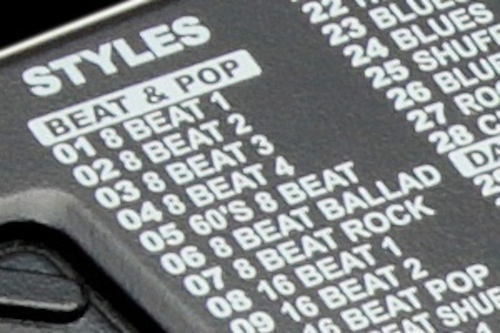 STYLES
BEAT & POP
01 8 BEAT 1
02 8 BEAT 2
03 8 BEAT 3
04 8 BEAT 4
05 60'S 8 BEAT
06 8 BEAT BALLAD
07 8 BEAT ROCK
08 16 BEAT 1
09 16 BEAT 2
16 BEAT POP
BEAT
22
23 BLUES
24 BLUES
25
26
27
28